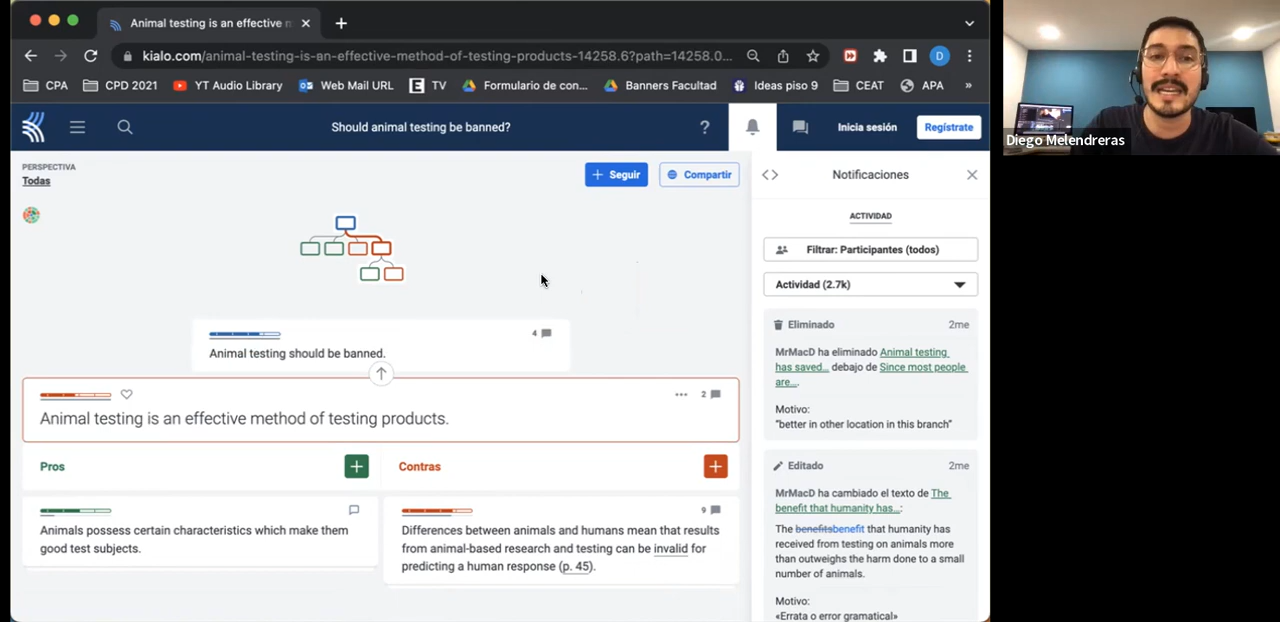 Animal testing is an effective n
kialo.com/animal-testing-is-an-effective-method-of-testing-products-14258.6?path=14258.0...
CPA
CPD 2021
YT Audio Library
Web Mail URL
E TV
Formulario de con...
Banners Facultad
Ideas piso 9
CEAT
APA
»
Should animal testing be banned?
?
Inicia sesión
Regístrate
PERSPECTIVA
Todas
+ Seguir
Compartir
4
Animal testing should be banned.
2
Animal testing is an effective method of testing products.
Pros
Contras
Animals possess certain characteristics which make them
good test subjects.
9
Differences between animals and humans mean that results
from animal-based research and testing can be invalid for
predicting a human response (p. 45).
Notificaciones
ACTIVIDAD
Filtrar: Participantes (todos)
Actividad (2.7k)
Eliminado 2me
MrMacD ha eliminado Animal testing
has saved... debajo de Since most people
are....
Motivo:
"better in other location in this branch"
Editado 2me
MrMacD ha cambiado el texto de The
benefit that humanity has...:
The benefitsbenefit that humanity has
received from testing on animals more
than outweighs the harm done to a small
number of animals.
Motivo:
«Errata o error gramatical»
D
Diego Melendreras